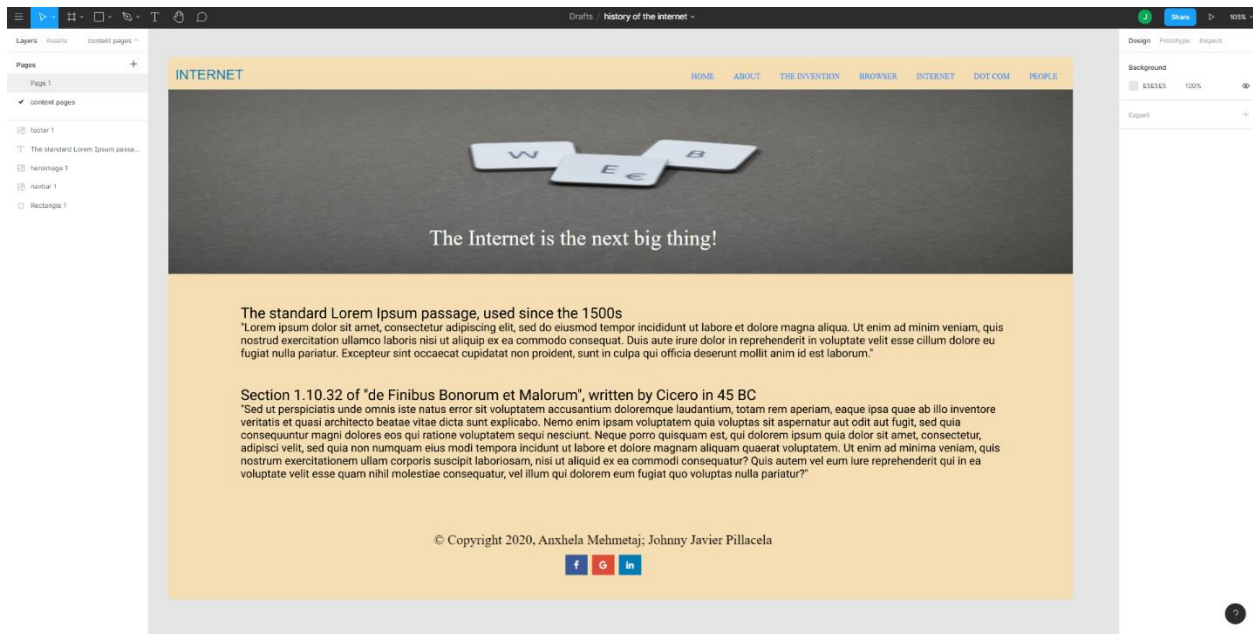 Drafts / history of the internet
J
Share
105%
Layers Assets content pages
Pages
Page 1
content pages
footer 1
The standard Lorem Ipsum passe...
heroimage 1
navbar 1
Rectangle 1
INTERNET
HOME ABOUT THE INVENTION BROWSER INTERNET DOT COM PEOPLE
W E € B
The Internet is the next big thing!
The standard Lorem Ipsum passage, used since the 1500s
"Lorem ipsum dolor sit amet, consectetur adipiscing elit, sed do eiusmod tempor incididunt ut labore et dolore magna aliqua. Ut enim ad minim veniam, quis
nostrud exercitation ullamco laboris nisi ut aliquip ex ea commodo consequat. Duis aute irure dolor in reprehenderit in voluptate velit esse cillum dolore eu
fugiat nulla pariatur. Excepteur sint occaecat cupidatat non proident, sunt in culpa qui officia deserunt mollit anim id est laborum."
Section 1.10.32 of "de Finibus Bonorum et Malorum", written by Cicero in 45 BC
"Sed ut perspiciatis unde omnis iste natus error sit voluptatem accusantium doloremque laudantium, totam rem aperiam, eaque ipsa quae ab illo inventore
veritatis et quasi architecto beatae vitae dicta sunt explicabo. Nemo enim ipsam voluptatem quia voluptas sit aspernatur aut odit aut fugit, sed quia
consequuntur magni dolores eos qui ratione voluptatem sequi nesciunt. Neque porro quisquam est, qui dolorem ipsum quia dolor sit amet, consectetur,
adipisci velit, sed quia non numquam eius modi tempora incidunt ut labore et dolore magnam aliquam quaerat voluptatem. Ut enim ad minima veniam, quis
nostrum exercitationem ullam corporis suscipit laboriosam, nisi ut aliquid ex ea commodi consequatur? Quis autem vel eum iure reprehenderit qui in ea
voluptate velit esse quam nihil molestiae consequatur, vel illum qui dolorem eum fugiat quo voluptas nulla pariatur?"
© Copyright 2020, Anxhela Mehmetaj; Johnny Javier Pillacela
f G in
Design Prototype Inspect
Background
E5E5E5 100%
Export
?